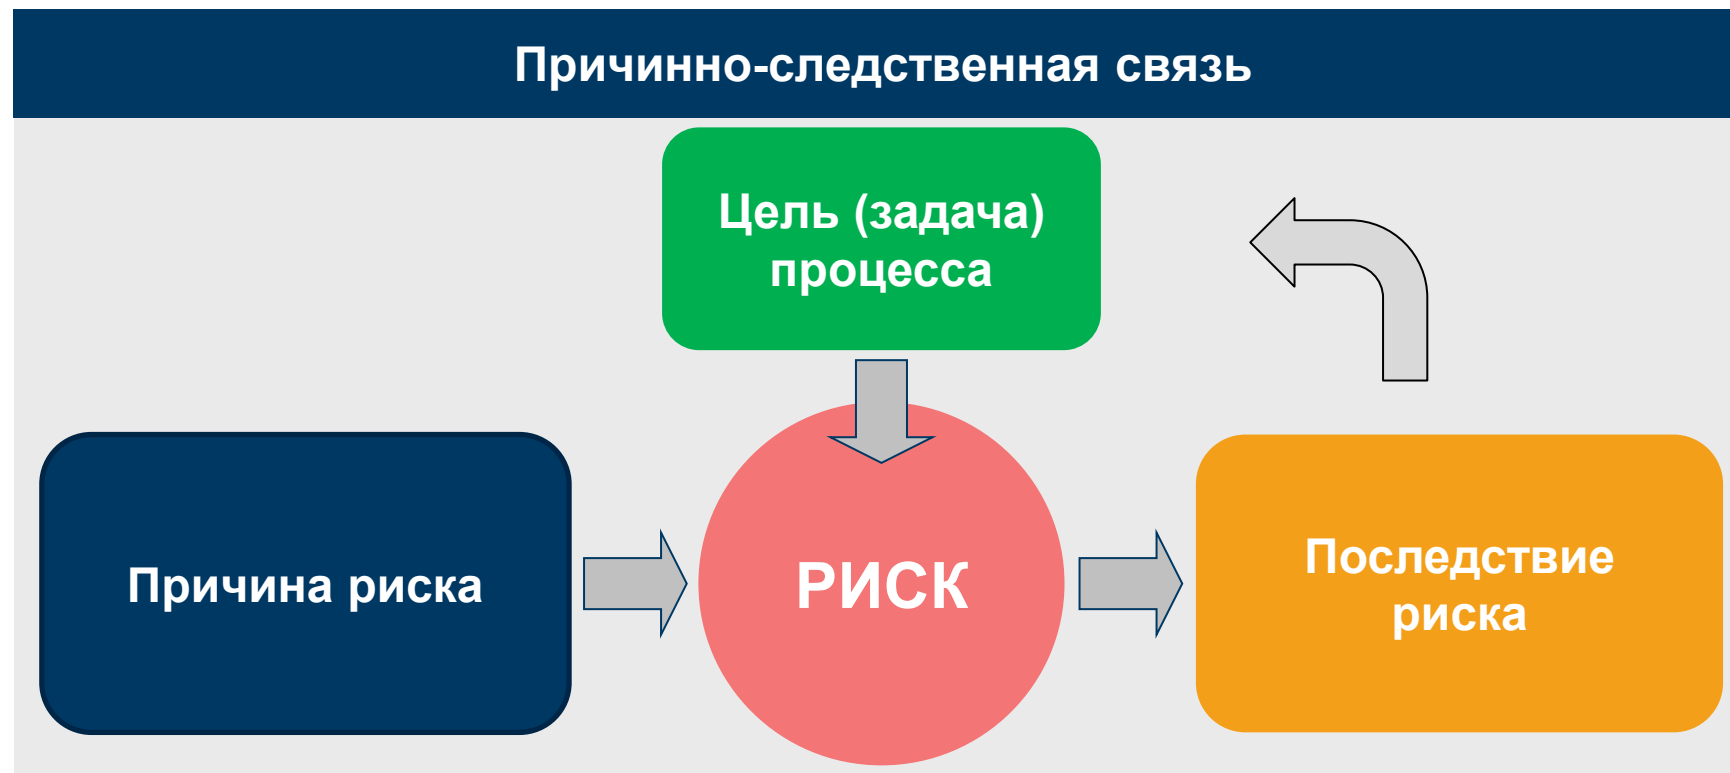 Причинно-следственная связь
Цель (задача)
процесса
Причина риска
РИСК
Последствие
риска